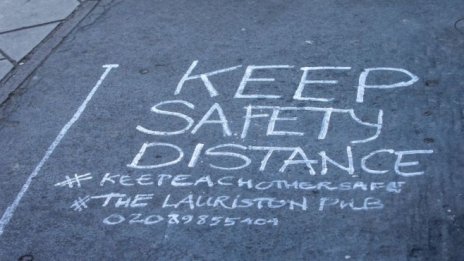 KEEP
SAFETY
DISTANCE
#KEEPEACHOTHERSAFE
#THE LAURISTON PUB
02089855404